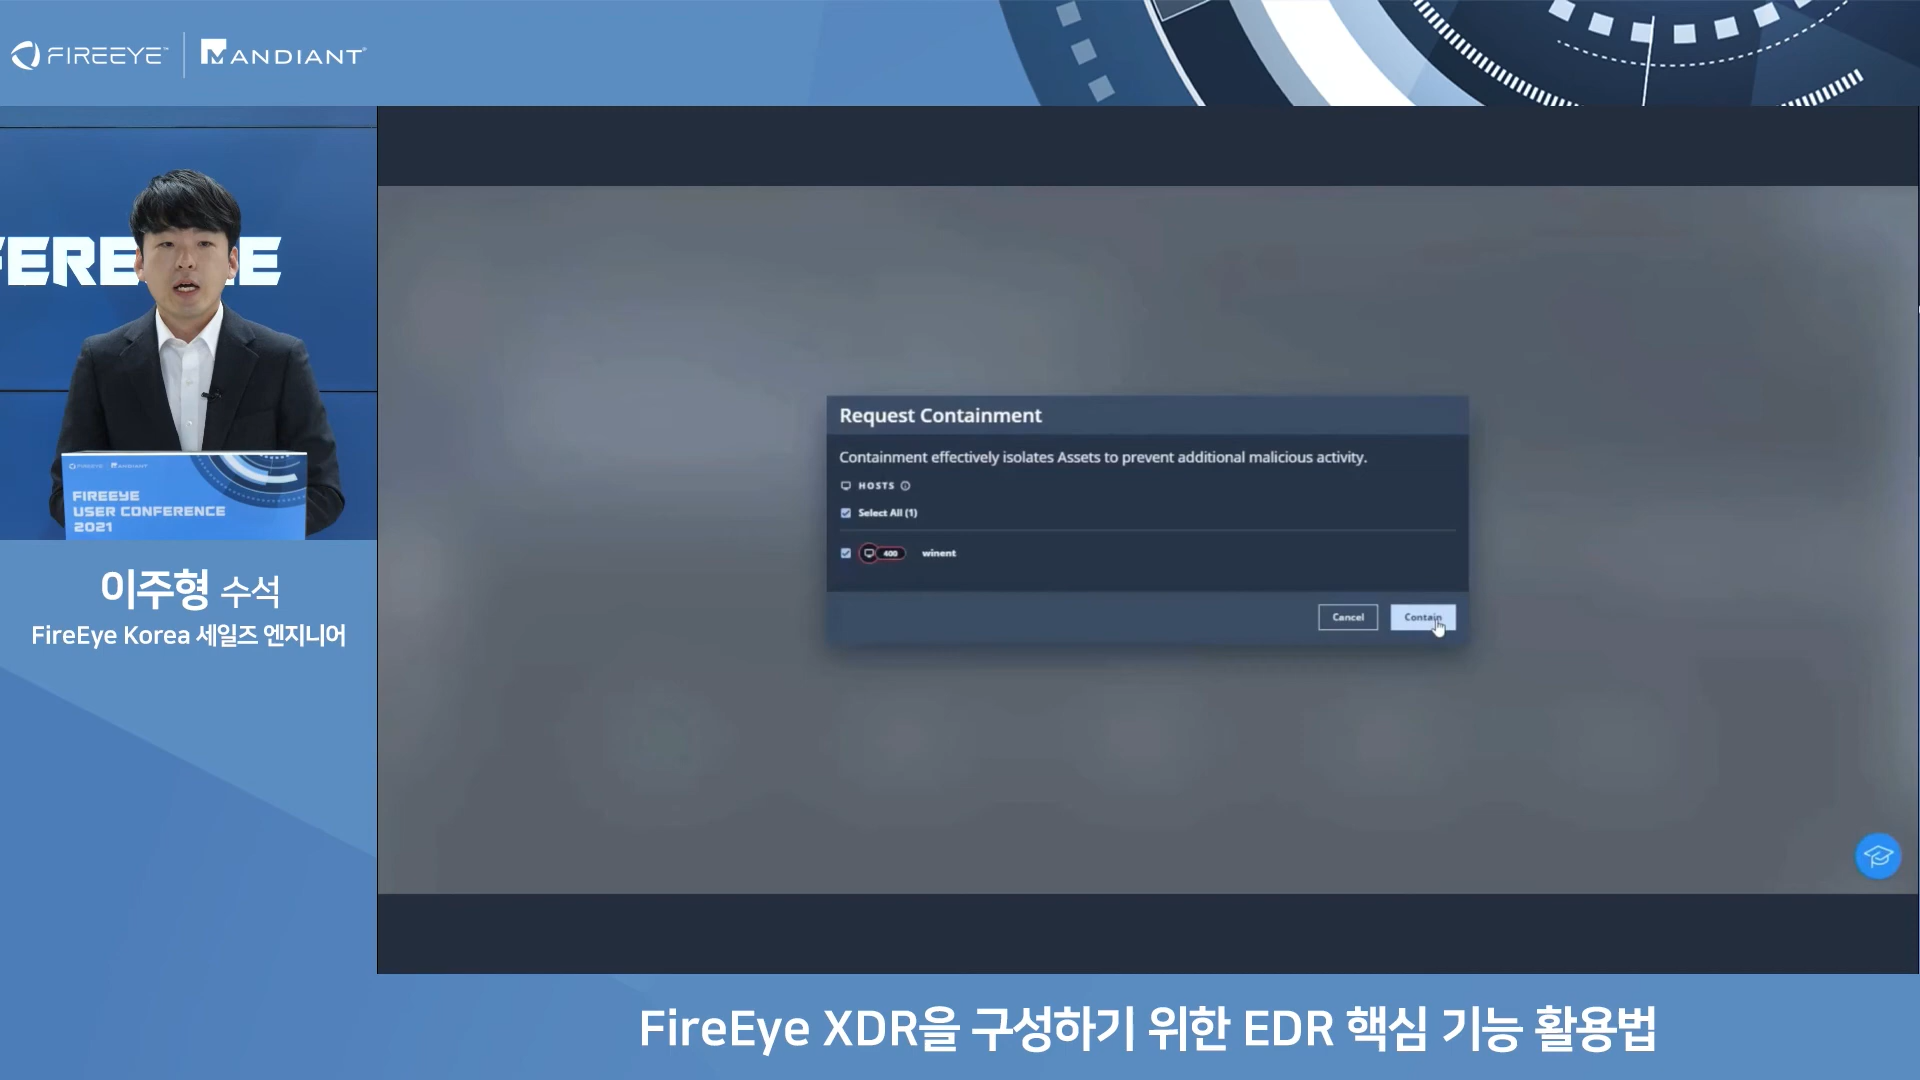 FIREEYE™ MANDIANT®
FERE E
FIREEYE MANDIANT
FIREEYE
USER CONFERENCE
2021
이주형 수석
FireEye Korea 세일즈 엔지니어
Request Containment
Containment effectively isolates Assets to prevent additional malicious activity.
HOSTS
Select All (1)
400 winent
Cancel Contain
FireEye XDR을 구성하기 위한 EDR 핵심 기능 활용법